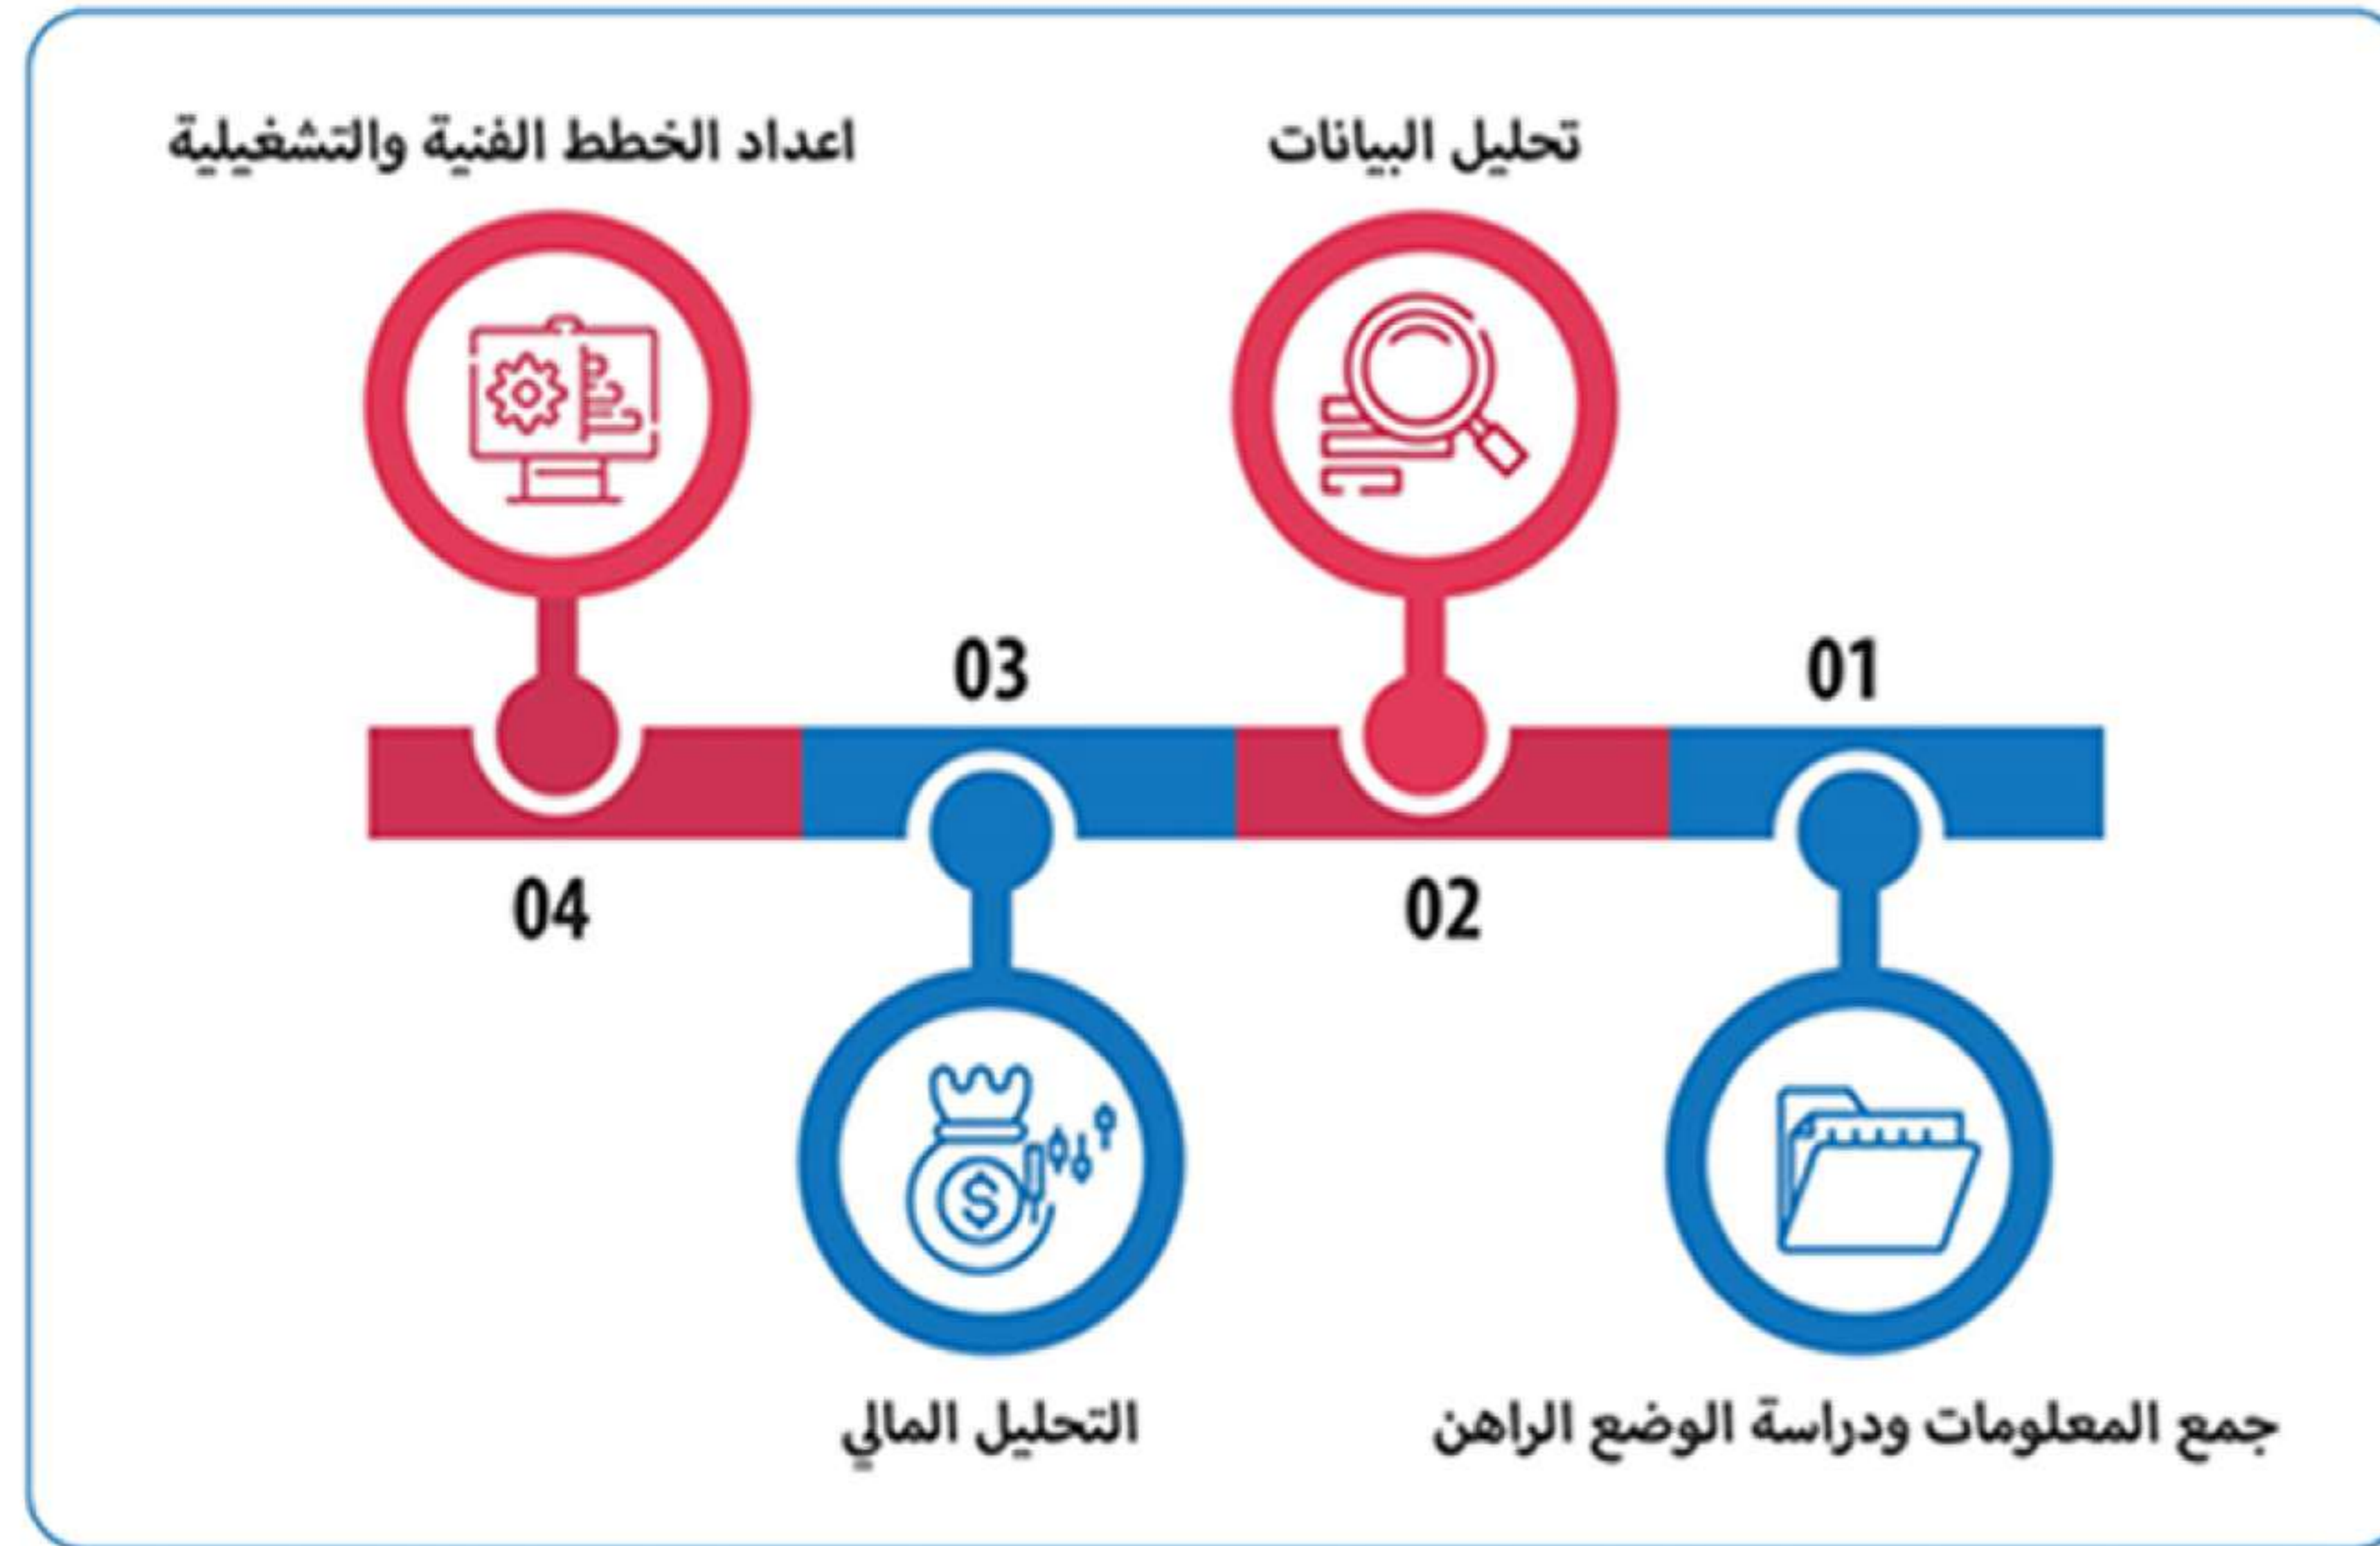 01
جمع المعلومات ودراسة الوضع الراهن
02
تحليل البيانات
03
التحليل المالي
04
اعداد الخطط الفنية والتشغيلية